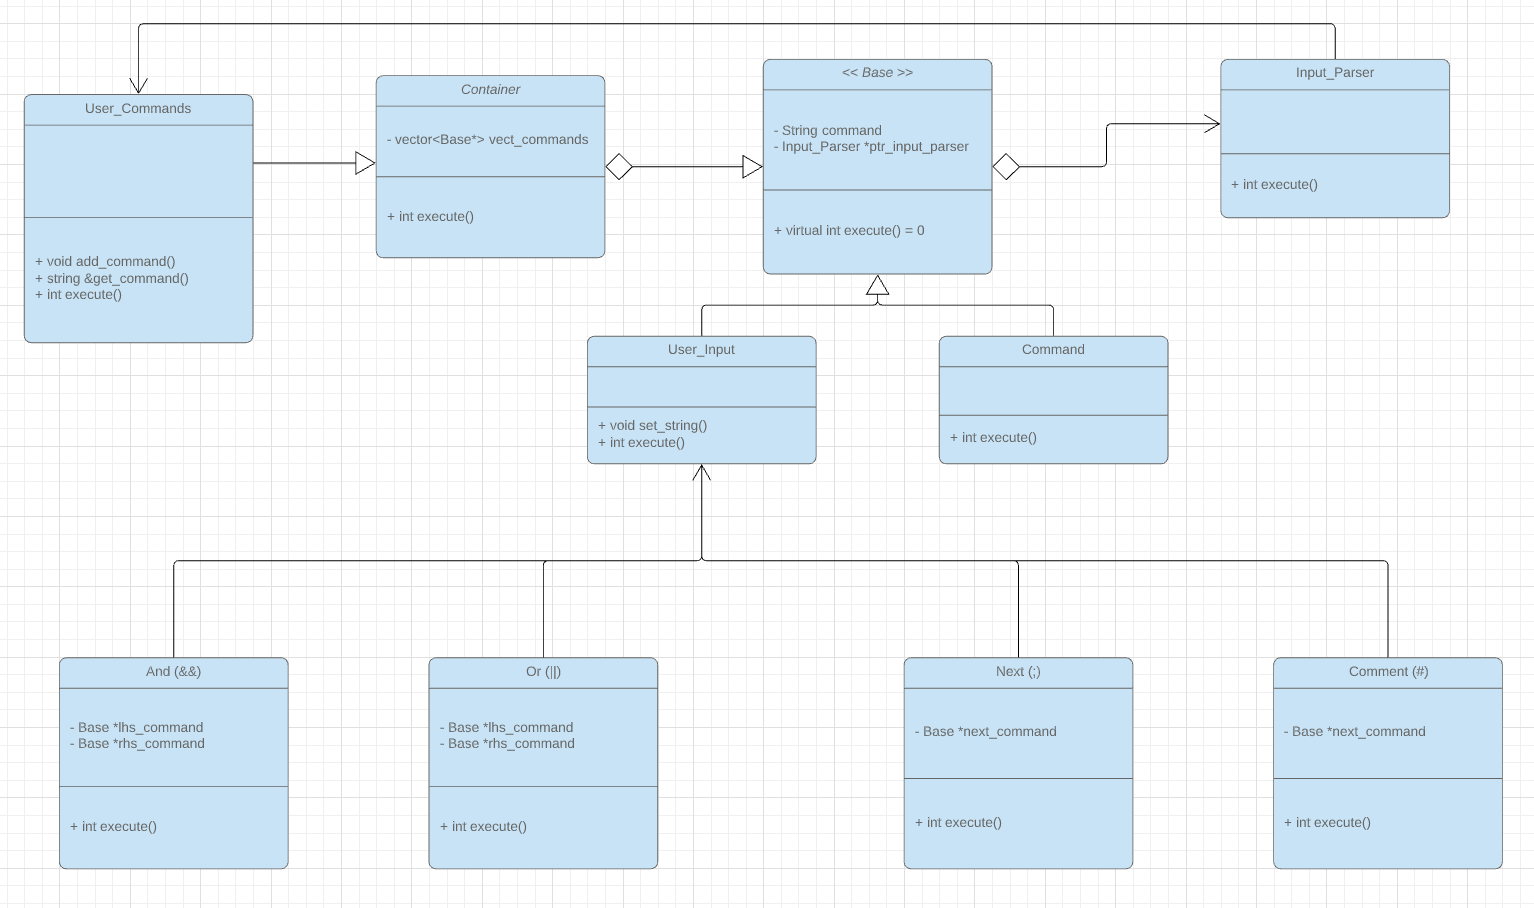 User_Commands
+ void add_command()
+ string &get_command()
+ int execute()
Container
- vector<Base*> vect_commands
+ int execute()
<< Base >>
- String command
- Input_Parser *ptr_input_parser
+ virtual int execute() = 0
Input_Parser
+ int execute()
User_Input
+ void set_string()
+ int execute()
Command
+ int execute()
And (&&)
- Base *lhs_command
- Base *rhs_command
+ int execute()
Or (||)
- Base *lhs_command
- Base *rhs_command
+ int execute()
Next (;)
- Base *next_command
+ int execute()
Comment (#)
- Base *next_command
+ int execute()